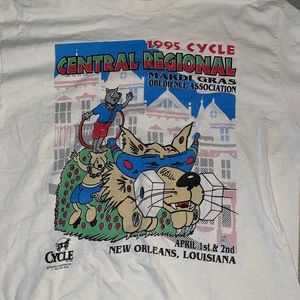 1995 CYCLE
CENTRAL REGIONAL
MARDI GRAS
OBEDIENCE ASSOCIATION
APRIL 1st & 2nd
NEW ORLEANS, LOUISIANA
CYCLE